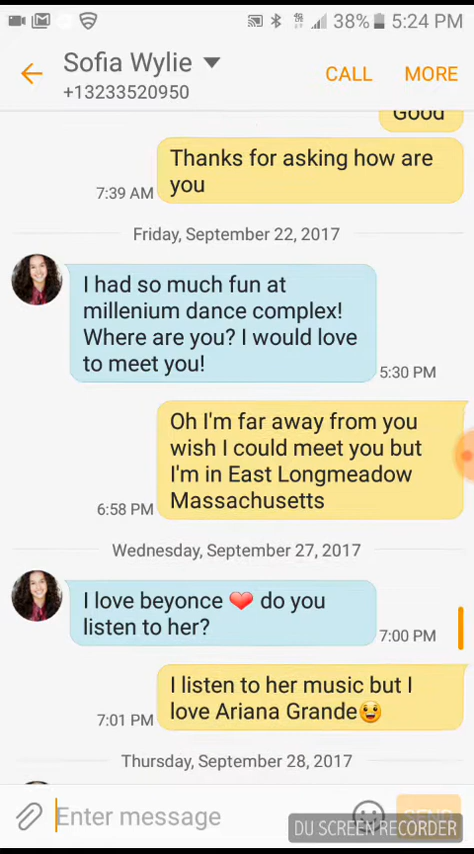 38% 5:24 PM
Sofia Wylie
+13233520950
CALL MORE
Good
Thanks for asking how are
you
7:39 AM
Friday, September 22, 2017
I had so much fun at
millenium dance complex!
Where are you? I would love
to meet you!
5:30 PM
Oh I'm far away from you
wish I could meet you but
I'm in East Longmeadow
Massachusetts
6:58 PM
Wednesday, September 27, 2017
I love beyonce ❤ do you
listen to her?
7:00 PM
I listen to her music but I
love Ariana Grande😀
7:01 PM
Thursday, September 28, 2017
Enter message
SEND
DU SCREEN RECORDER